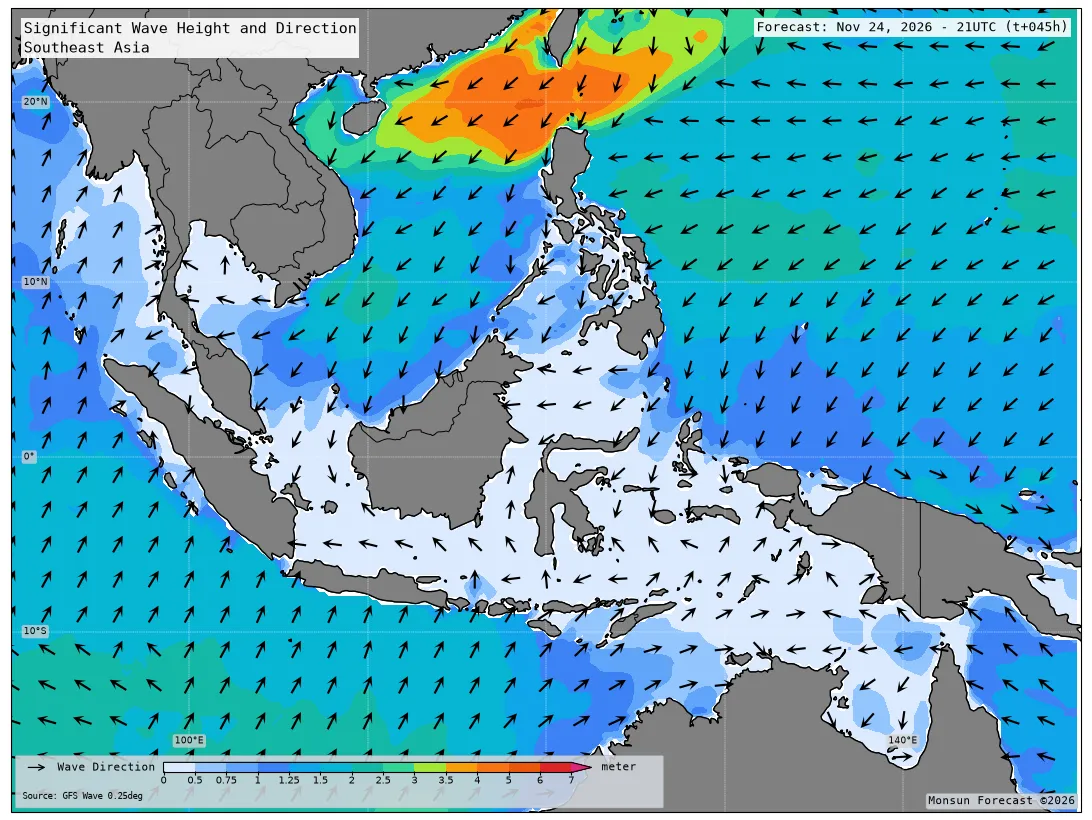 Significant Wave Height and Direction
Southeast Asia
Forecast: Nov 24, 2026 - 21UTC (t+045h)
20°N
10°N
0°
10°S
100°E
140°E
Wave Direction
meter
0 0.5 0.75 1 1.25 1.5 2 2.5 3 3.5 4 5 6 7
Source: GFS Wave 0.25deg
Monsun Forecast ©2026